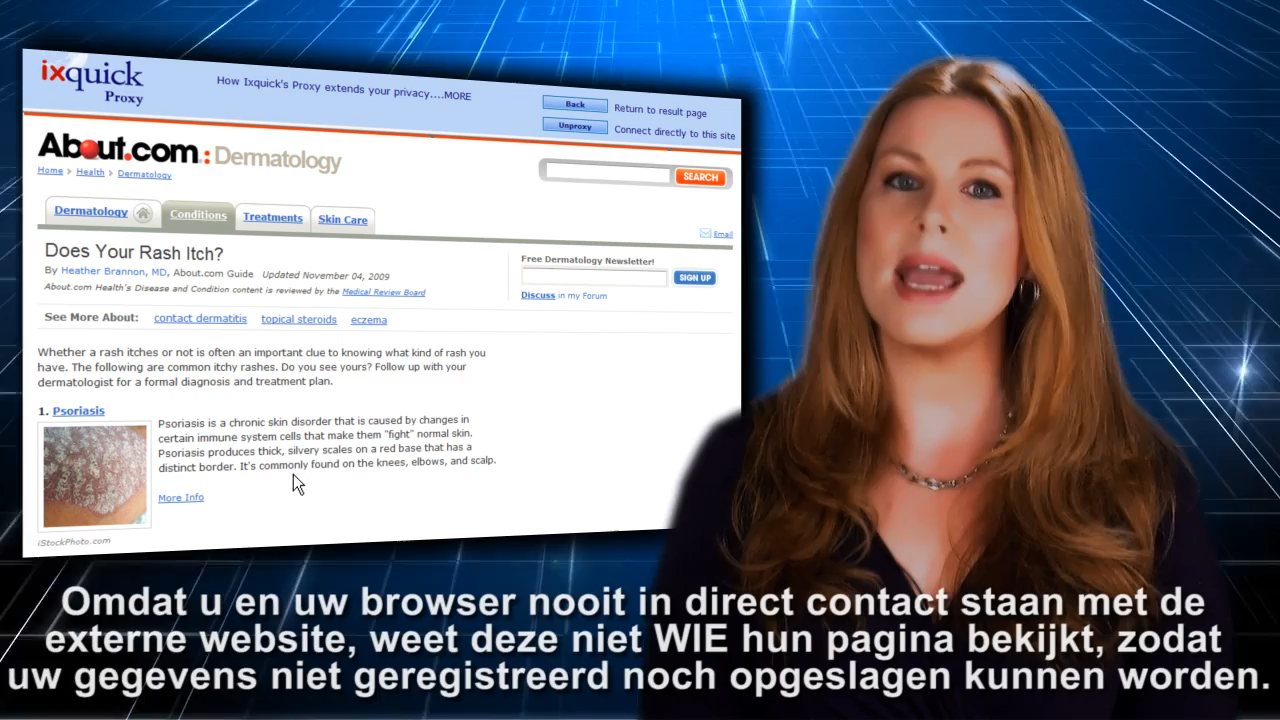 ixquick
Proxy
How Ixquick's Proxy extends your privacy....MORE
Back Return to result page
Unproxy Connect directly to this site
About.com: Dermatology
Home > Health > Dermatology
SEARCH
Dermatology Conditions Treatments Skin Care
Email
Does Your Rash Itch?
By Heather Brannon, MD, About.com Guide Updated November 04, 2009
About.com Health's Disease and Condition content is reviewed by the Medical Review Board
Free Dermatology Newsletter!
SIGN UP
Discuss in my Forum
See More About: contact dermatitis topical steroids eczema
Whether a rash itches or not is often an important clue to knowing what kind of rash you
have. The following are common itchy rashes. Do you see yours? Follow up with your
dermatologist for a formal diagnosis and treatment plan.
1. Psoriasis
Psoriasis is a chronic skin disorder that is caused by changes in
certain immune system cells that make them "fight" normal skin.
Psoriasis produces thick, silvery scales on a red base that has a
distinct border. It's commonly found on the knees, elbows, and scalp.
More Info
iStockPhoto.com
Omdat u en uw browser nooit in direct contact staan met de
externe website, weet deze niet WIE hun pagina bekijkt, zodat
uw gegevens niet geregistreerd noch opgeslagen kunnen worden.